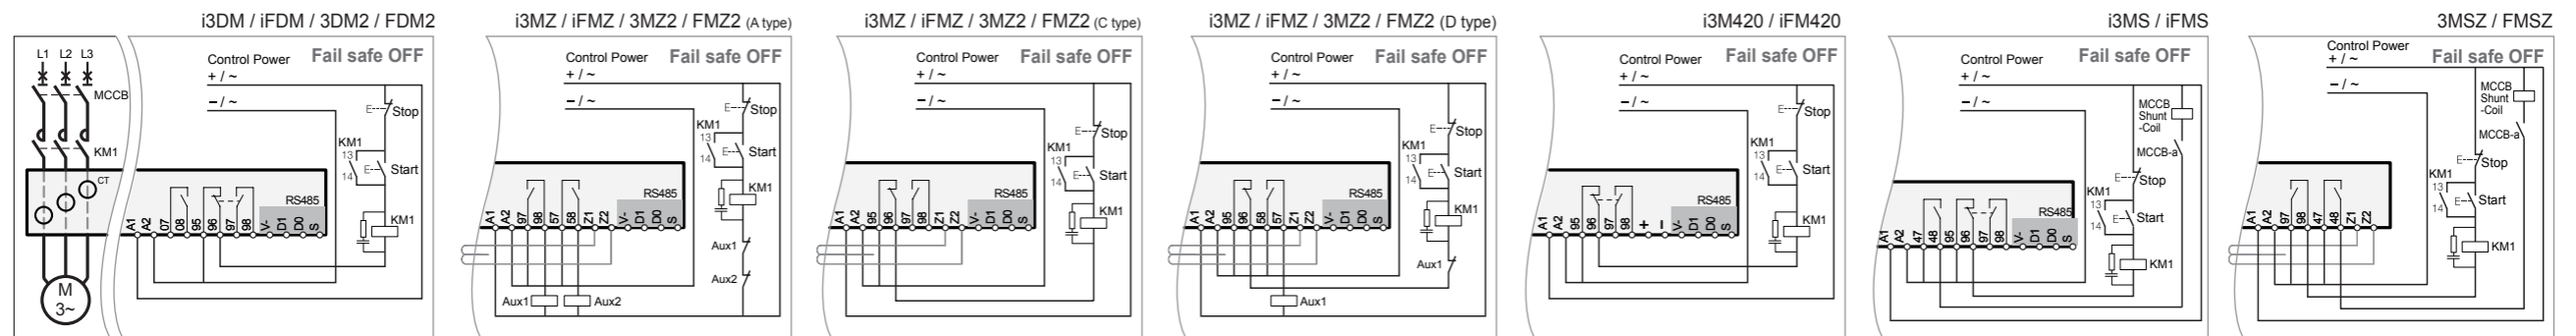 i3DM / iFDM / 3DM2 / FDM2
L1 L2 L3
Control Power
Fail safe OFF
+ / ~
− / ~
MCCB
Stop
E
KM1
KM1
13
14
E
Start
CT
RS485
KM1
A1 A2 07 08 95 96 97 98 V- D1 D0 S
M
3~
i3MZ / iFMZ / 3MZ2 / FMZ2 (A type)
Control Power
Fail safe OFF
+ / ~
− / ~
E
Stop
KM1
13
14
E
Start
RS485
KM1
A1 A2 97 98 57 58 Z1 Z2 V- D1 D0 S
Aux1
Aux2
Aux1
Aux2
i3MZ / iFMZ / 3MZ2 / FMZ2 (C type)
Control Power
Fail safe OFF
+ / ~
− / ~
E
Stop
KM1
13
14
E
Start
RS485
KM1
A1 A2 95 96 97 98 Z1 Z2 V- D1 D0 S
i3MZ / iFMZ / 3MZ2 / FMZ2 (D type)
Control Power
Fail safe OFF
+ / ~
− / ~
E
Stop
KM1
13
14
E
Start
RS485
KM1
A1 A2 95 96 58 57 Z1 Z2 V- D1 D0 S
Aux1
Aux1
i3M420 / iFM420
Control Power
Fail safe OFF
+ / ~
− / ~
E
Stop
KM1
13
14
E
Start
RS485
KM1
A1 A2 95 96 97 98 + − V- D1 D0 S
i3MS / iFMS
Control Power
Fail safe OFF
+ / ~
− / ~
MCCB
Shunt
-Coil
MCCB-a
E
Stop
KM1
13
14
E
Start
RS485
KM1
A1 A2 47 48 95 96 97 98 V- D1 D0 S
3MSZ / FMSZ
Control Power
Fail safe OFF
+ / ~
− / ~
MCCB
Shunt
-Coil
MCCB-a
E
Stop
KM1
13
14
E
Start
KM1
A1 A2 97 98 47 48 Z1 Z2